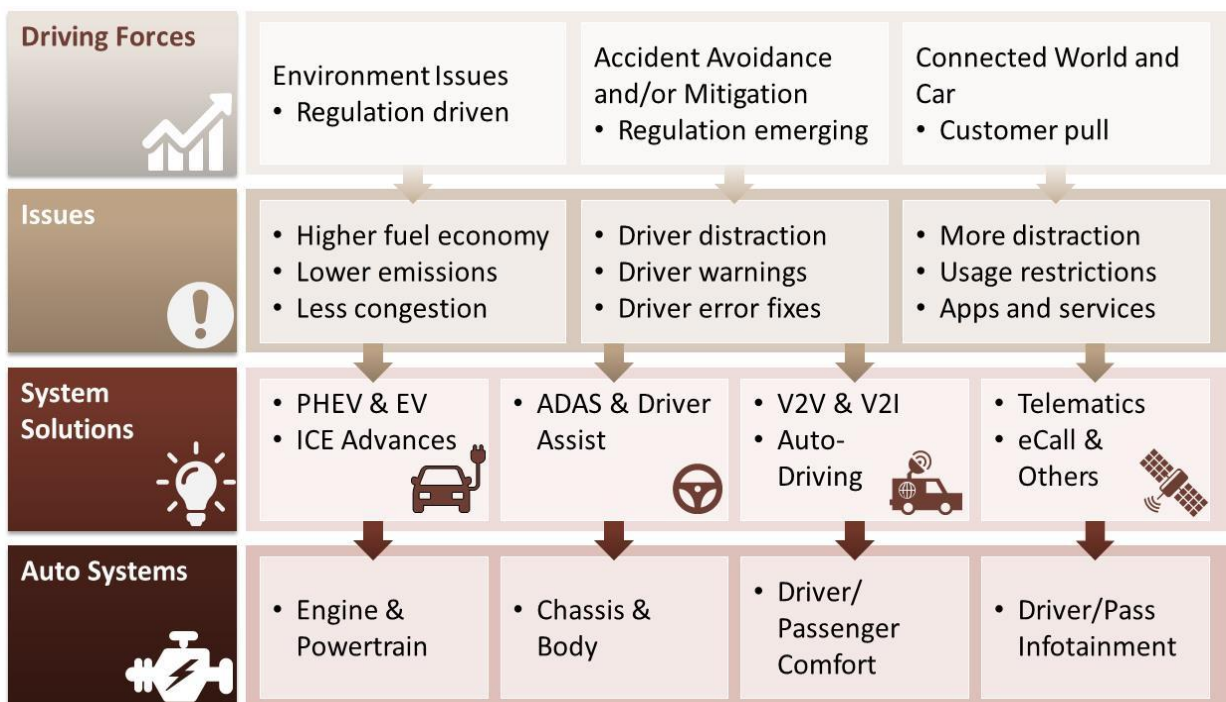 Driving Forces
Environment Issues
• Regulation driven
Accident Avoidance
and/or Mitigation
• Regulation emerging
Connected World and
Car
• Customer pull
Issues
• Higher fuel economy
• Lower emissions
• Less congestion
• Driver distraction
• Driver warnings
• Driver error fixes
• More distraction
• Usage restrictions
• Apps and services
System
Solutions
• PHEV & EV
• ICE Advances
• ADAS & Driver
Assist
• V2V & V2I
• Auto-
Driving
• Telematics
• eCall &
Others
Auto Systems
• Engine &
Powertrain
• Chassis &
Body
• Driver/
Passenger
Comfort
• Driver/Pass
Infotainment